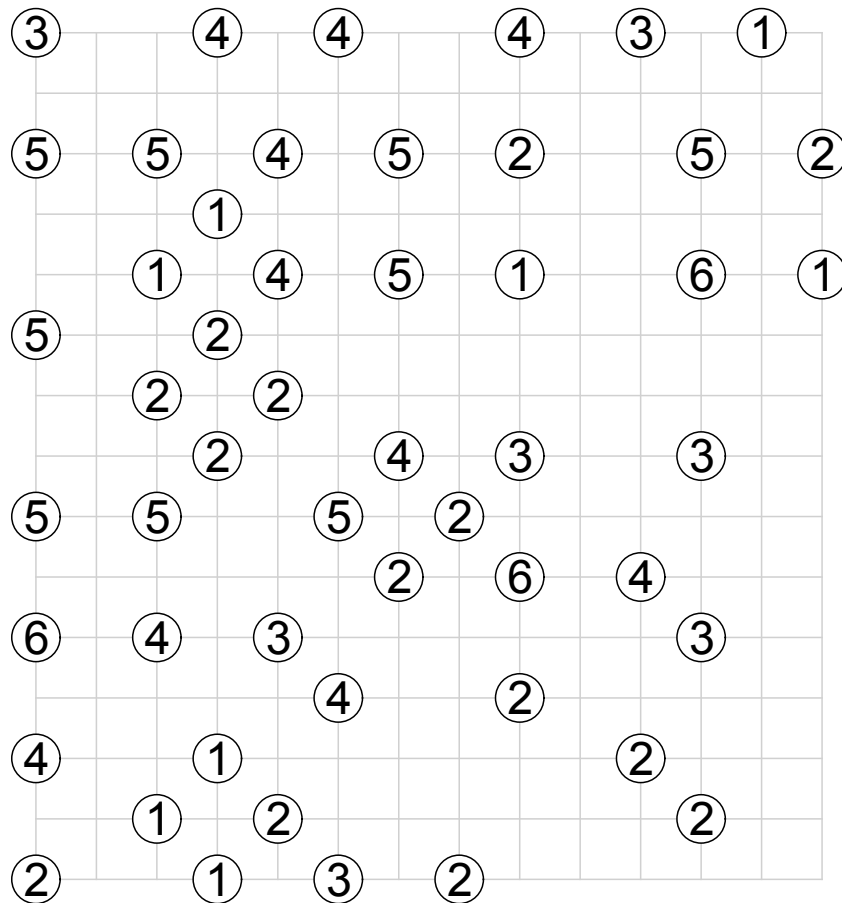 3 4 4 4 3 1
5 5 4 5 2 5 2
1
1 4 5 1 6 1
5 2
2 2
2 4 3 3
5 5 5 2
2 6 4
6 4 3 3
4 2
4 1 2
1 2 2
2 1 3 2